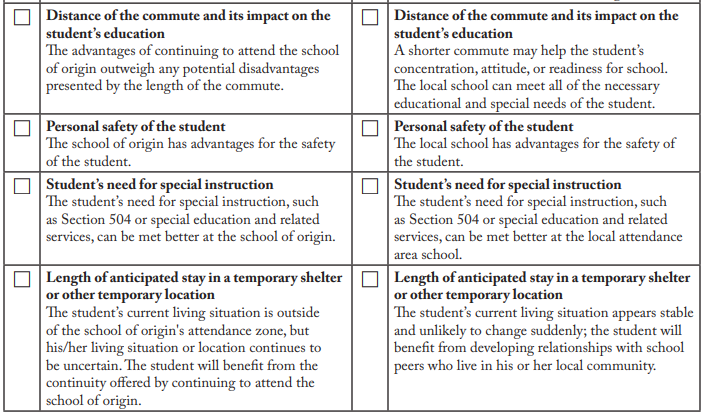 Distance of the commute and its impact on the
student's education
The advantages of continuing to attend the school
of origin outweigh any potential disadvantages
presented by the length of the commute.
Distance of the commute and its impact on the
student's education
A shorter commute may help the student's
concentration, attitude, or readiness for school.
The local school can meet all of the necessary
educational and special needs of the student.
Personal safety of the student
The school of origin has advantages for the safety
of the student.
Personal safety of the student
The local school has advantages for the safety of
the student.
Student's need for special instruction
The student's need for special instruction, such
as Section 504 or special education and related
services, can be met better at the school of origin.
Student's need for special instruction
The student's need for special instruction, such
as Section 504 or special education and related
services, can be met better at the local attendance
area school.
Length of anticipated stay in a temporary shelter
or other temporary location
The student's current living situation is outside
of the school of origin's attendance zone, but
his/her living situation or location continues to
be uncertain. The student will benefit from the
continuity offered by continuing to attend the
school of origin.
Length of anticipated stay in a temporary shelter
or other temporary location
The student's current living situation appears stable
and unlikely to change suddenly; the student will
benefit from developing relationships with school
peers who live in his or her local community.